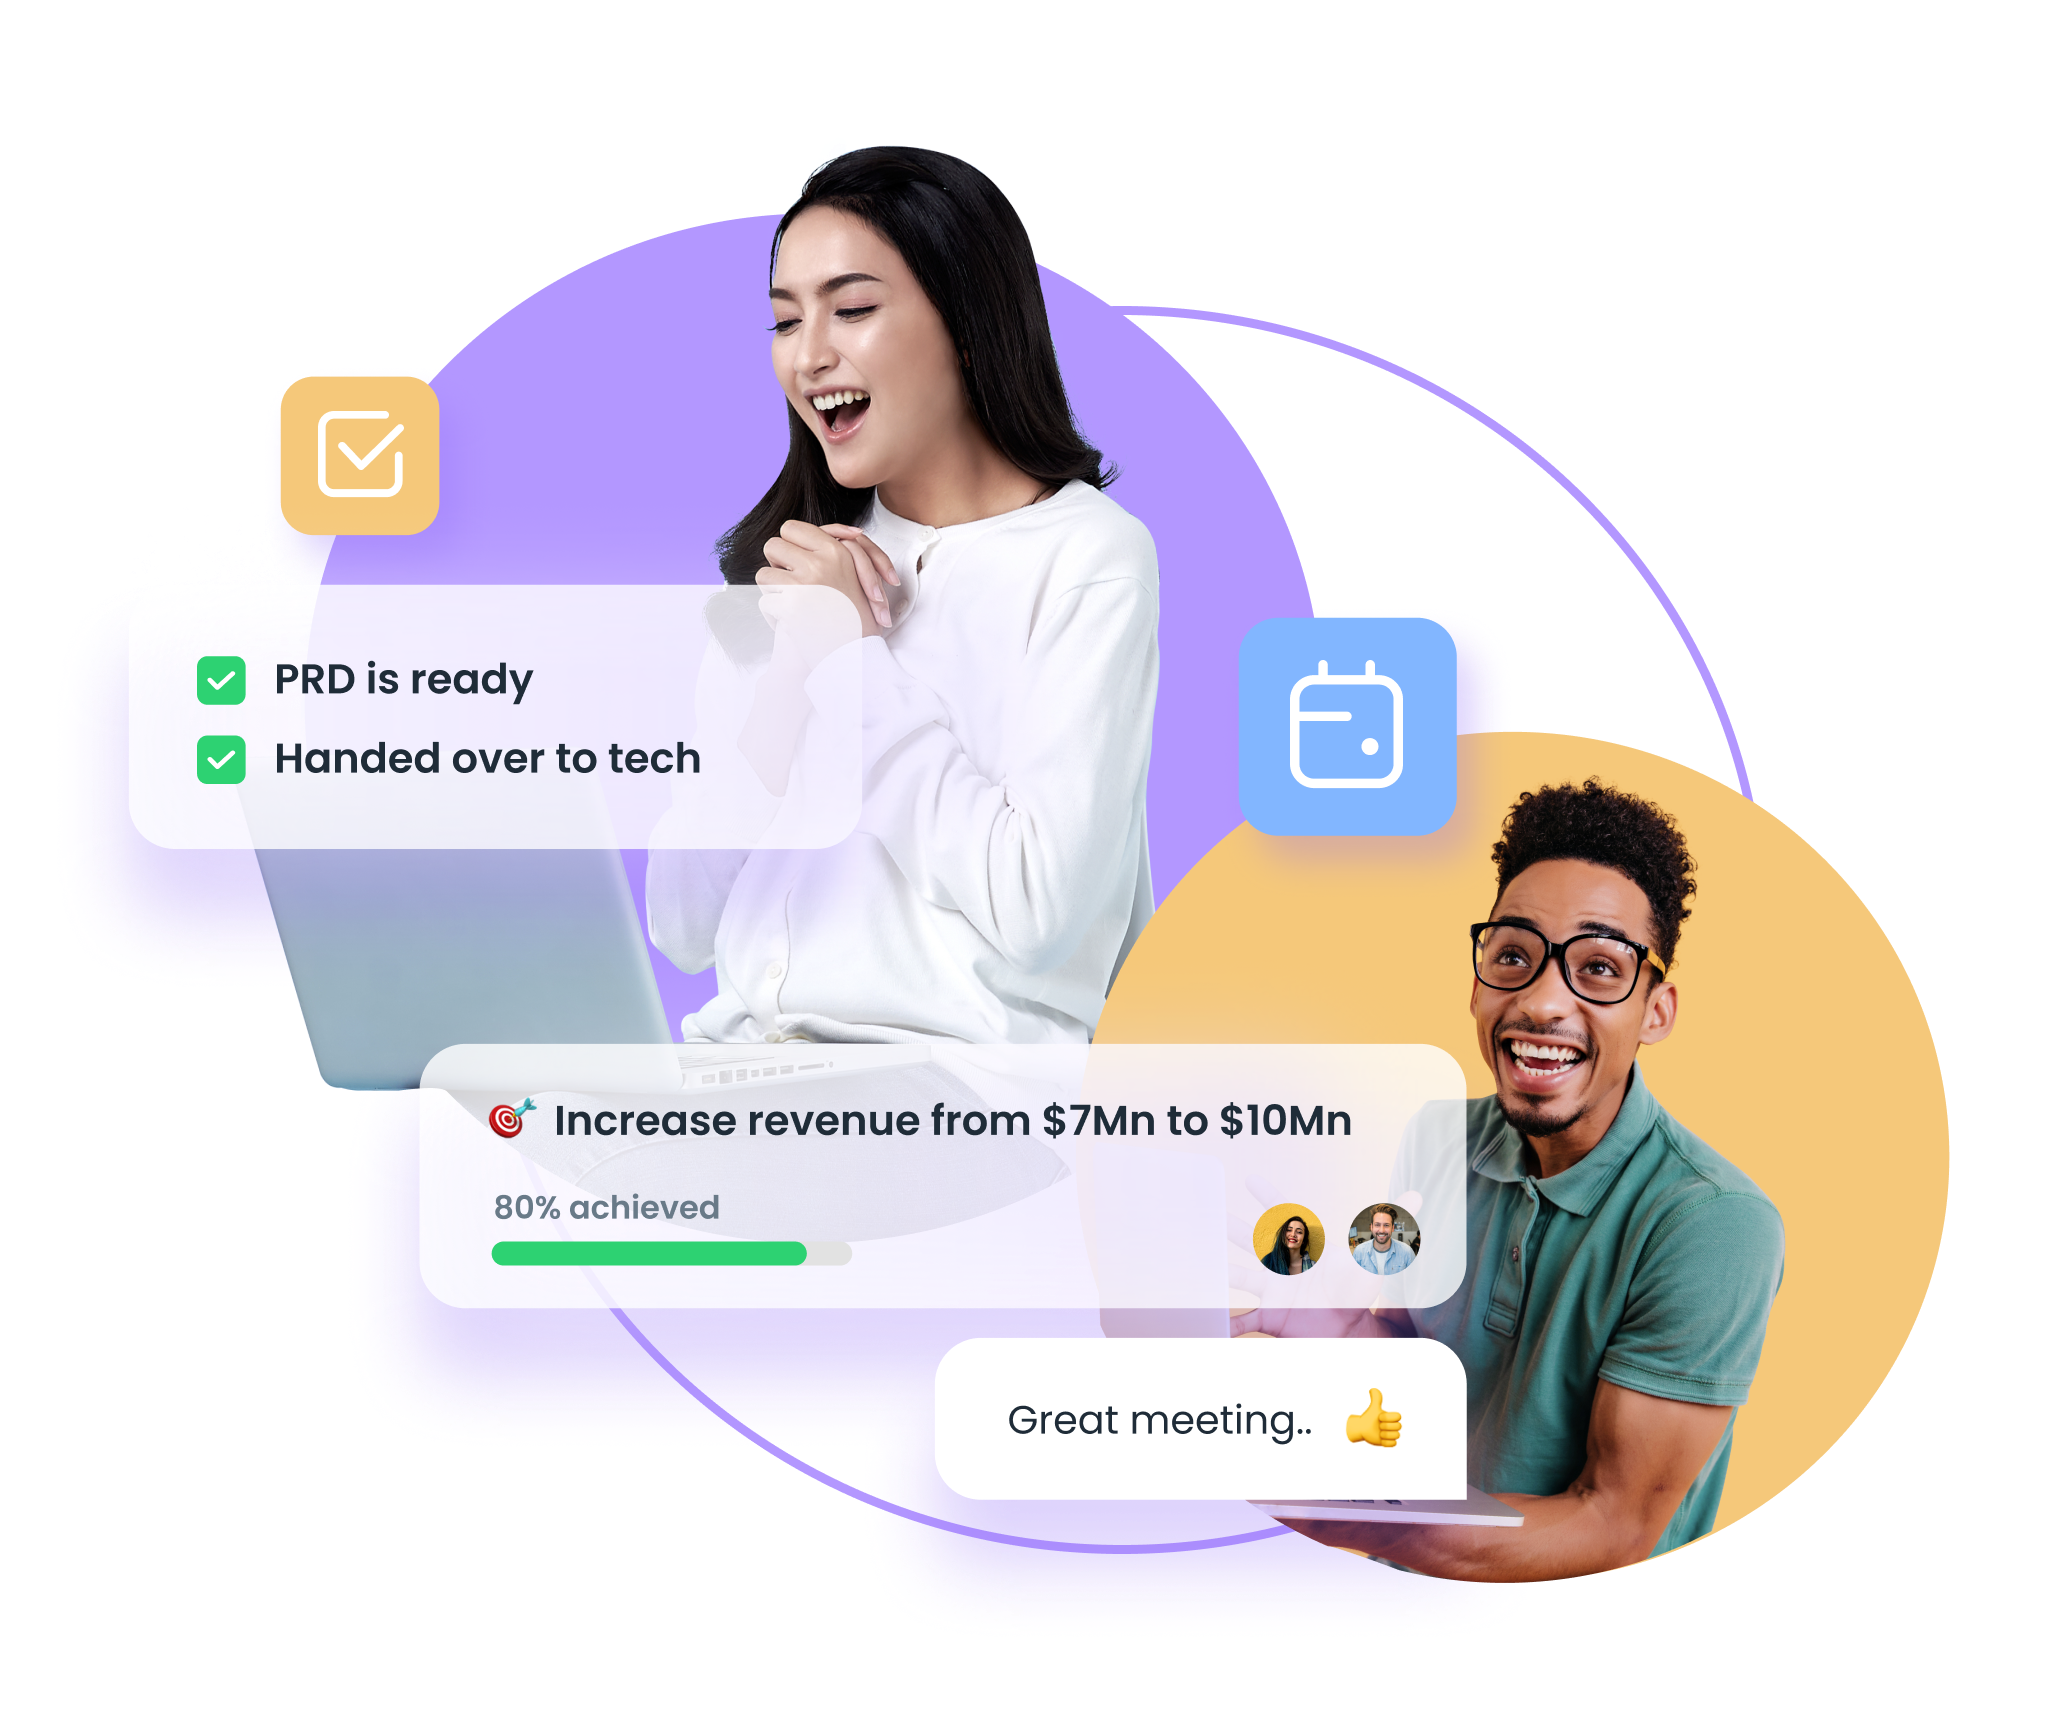 PRD is ready
Handed over to tech
Increase revenue from $7Mn to $10Mn
80% achieved
Great meeting..